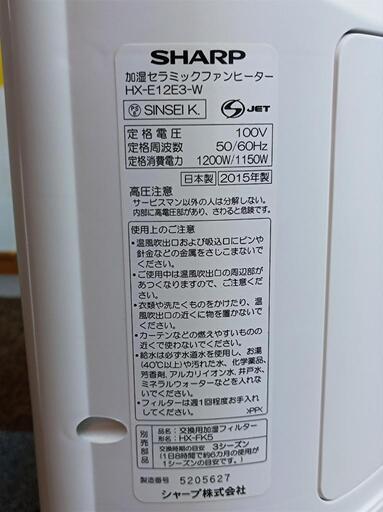 SHARP
加湿セラミックファンヒーター
HX-E12E3-W
PSE SINSEI K. S JET
定格電圧 100V
定格周波数 50/60Hz
定格消費電力 1200W/1150W
日本製 2015年製
高圧注意
サービスマン以外の人は分解しない。
内部に高電圧部があり、さわると危険です。
使用上のご注意
•温風吹出口および吸込口にピンや
針金などの金属をさしこまないで
ください。
•ご使用中は温風吹出口の周辺部が
あつくなりますので、ご注意くだ
さい。
•衣類や洗たくものをかけたり、温
風吹出口の近くに物を置かないで
ください。
•カーテンなどの燃えやすいものの
近くで使わないでください。
•給水は必ず水道水を使用し、お湯
(40℃以上)や汚れた水、化学薬品、
芳香剤、アルカリイオン水、井戸水、
ミネラルウォーターなどを入れない
でください。
•フィルターは週1回程度お手入れ
してください。 >PP<
別売部品
品名:交換用加湿フィルター
形名:HX-FK5
交換時期の目安 3シーズン
(1日8時間で約6カ月の使用が
1シーズンの目安です。)
製造番号 5205627
シャープ株式会社